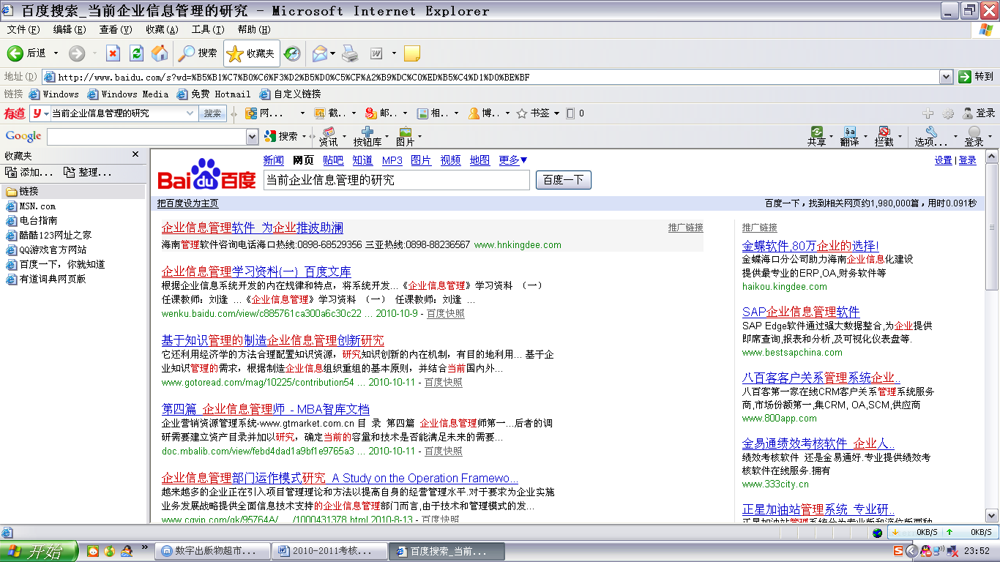 百度搜索_当前企业信息管理的研究 - Microsoft Internet Explorer
文件(F) 编辑(E) 查看(V) 收藏(A) 工具(T) 帮助(H)
后退 搜索 收藏夹
地址(D) http://www.baidu.com/s?wd=%B5%B1%C7%B0%C6%F3%D2%B5%D0%C5%CF%A2%B9%DC%C0%ED%B5%C4%D1%D0%BE%BF 转到
链接 Windows Windows Media 免费 Hotmail 自定义链接
有道 y 当前企业信息管理的研究 搜索 网... 截.. 邮.. 相.. 博.. 书签 0 登录
Google 搜索 资讯 按钮库 图片 共享 翻译 拦截 选项... 登录
收藏夹
添加... 整理...
链接
MSN.com
电台指南
酷酷123网址之家
QQ游戏官方网站
百度一下，你就知道
有道词典网页版
新闻 网页 贴吧 知道 MP3 图片 视频 地图 更多▼ 设置 | 登录
Bai du 百度 当前企业信息管理的研究 百度一下
把百度设为主页 百度一下，找到相关网页约1,980,000篇，用时0.091秒
企业信息管理软件 为企业推波助澜 推广链接
海南管理软件咨询电话海口热线:0898-68529356 三亚热线:0898-88236567 www.hnkingdee.com
企业信息管理学习资料(一)_百度文库
根据企业信息系统开发的内在规律和特点，将系统开发...《企业信息管理》学习资料 （一）
任课教师：刘逢 ...《企业信息管理》学习资料 （一） 任课教师：刘逢 ...
wenku.baidu.com/view/c885761ca300a6c30c22 ... 2010-10-9 - 百度快照
基于知识管理的制造企业信息管理创新研究
它还利用经济学的方法合理配置知识资源，研究知识创新的内在机制，有目的地利用... 基于企
业知识管理的需求，根据制造企业信息组织重组的基本原则，并结合当前国内外...
www.gotoread.com/mag/10225/contribution54 ... 2010-10-11 - 百度快照
第四篇 企业信息管理师 - MBA智库文档
企业营销资源管理系统-www.gtmarket.com.cn 目 录 第四篇 企业信息管理师第一...后者的调
研需要建立资产目录并加以研究，确定当前的容量和技术是否能满足未来的需要...
doc.mbalib.com/view/febd4dad1a9bf1e9765a3 ... 2010-10-11 - 百度快照
企业信息管理部门运作模式研究 A Study on the Operation Framewo...
越来越多的企业正在引入项目管理理论和方法以提高自身的经营管理水平.对于要求为企业实施
业务发展战略提供全面信息技术支持的企业信息管理部门而言,由于技术和管理模式的发...
www.cqvip.com/qk/95764A/... /1000431378.html 2010-8-13 - 百度快照
推广链接
金蝶软件,80万企业的选择!
金蝶海口分公司助力海南企业信息化建设
提供最专业的ERP,OA,财务软件等
haikou.kingdee.com
SAP企业信息管理软件
SAP Edge软件通过强大数据整合,为企业提供
即席查询,报表和分析,及可视化仪表盘等.
www.bestsapchina.com
八百客客户关系管理系统企业..
八百客第一家在线CRM客户关系管理系统服务
商,市场份额第一,集CRM, OA,SCM,供应商
www.800app.com
金易通绩效考核软件 企业人..
绩效考核软件 还是金易通好.专业提供绩效考
核软件在线服务.拥有
www.333city.cn
正星加油站管理系统 专业研..
正星加油站管理系统分为专业版和液位版两种
0KB/S 0KB/S
开始 数字出版物超市... 2010-2011考核... 百度搜索_当前... 23:52